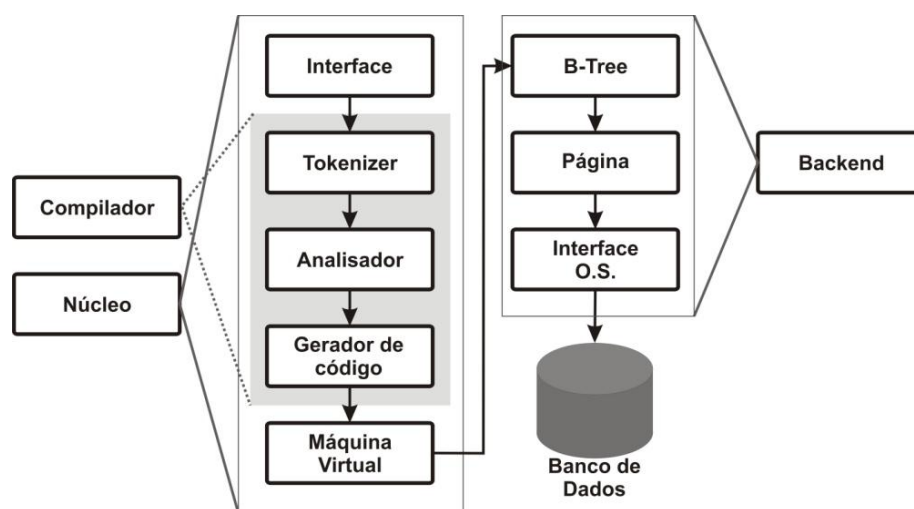 Compilador
Núcleo
Interface
Tokenizer
Analisador
Gerador de
código
Máquina
Virtual
B-Tree
Página
Interface
O.S.
Banco de
Dados
Backend